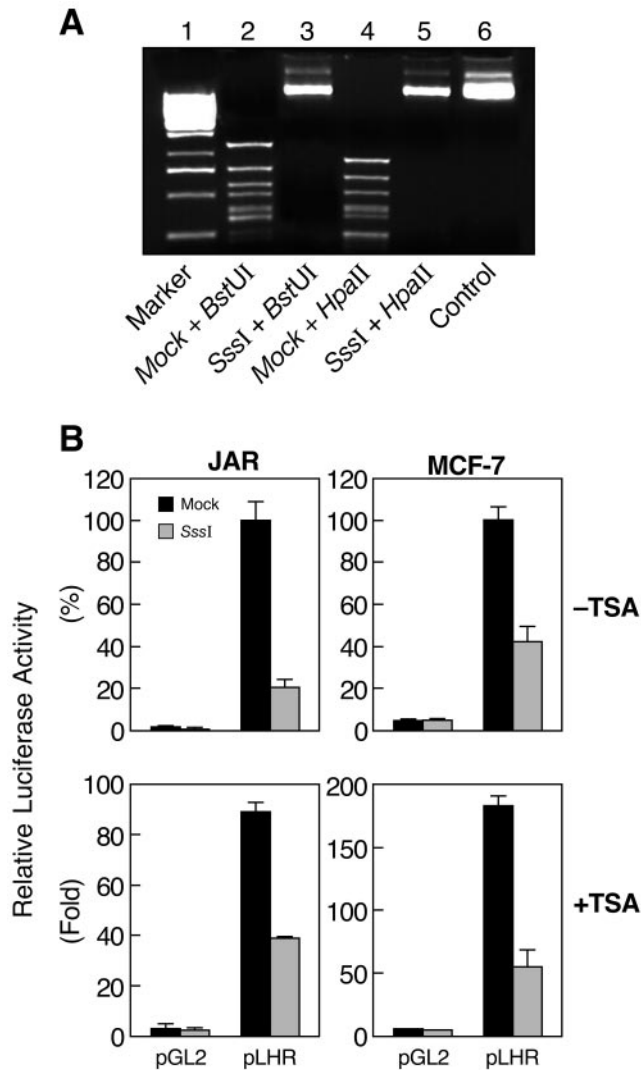 A
1 2 3 4 5 6
Marker
Mock + BstUI
SssI + BstUI
Mock + HpaII
SssI + HpaII
Control
B
JAR
MCF-7
Relative Luciferase Activity
(%)
120
100
80
60
40
20
0
Mock
SssI
120
100
80
60
40
20
0
–TSA
(Fold)
100
80
60
40
20
0
pGL2 pLHR
200
150
100
50
0
pGL2 pLHR
+TSA